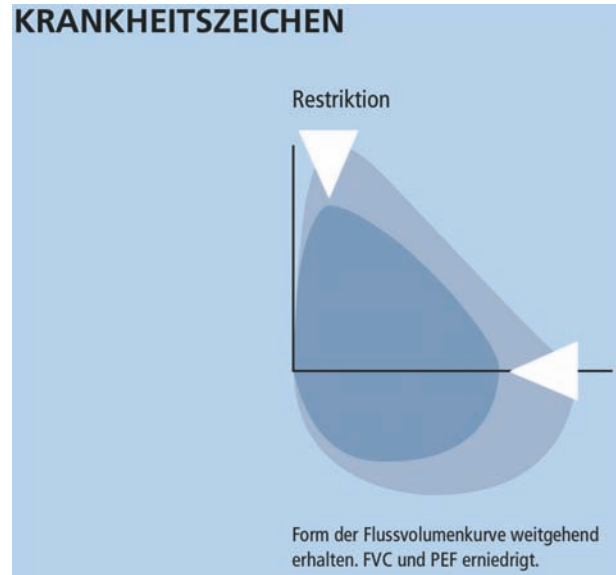 KRANKHEITSZEICHEN
Restriktion
Form der Flussvolumenkurve weitgehend
erhalten. FVC und PEF erniedrigt.